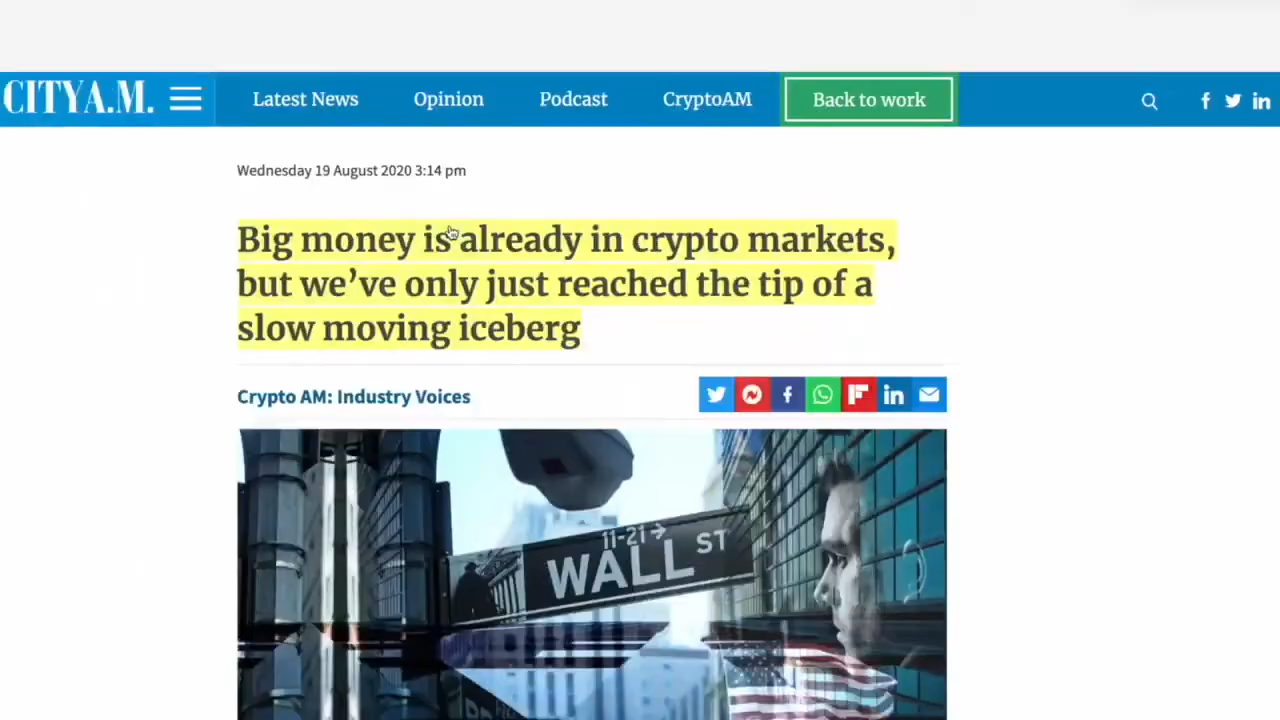 CITYA.M.
Latest News
Opinion
Podcast
CryptoAM
Back to work
Wednesday 19 August 2020 3:14 pm
Big money is already in crypto markets,
but we’ve only just reached the tip of a
slow moving iceberg
Crypto AM: Industry Voices
11-21
WALL ST